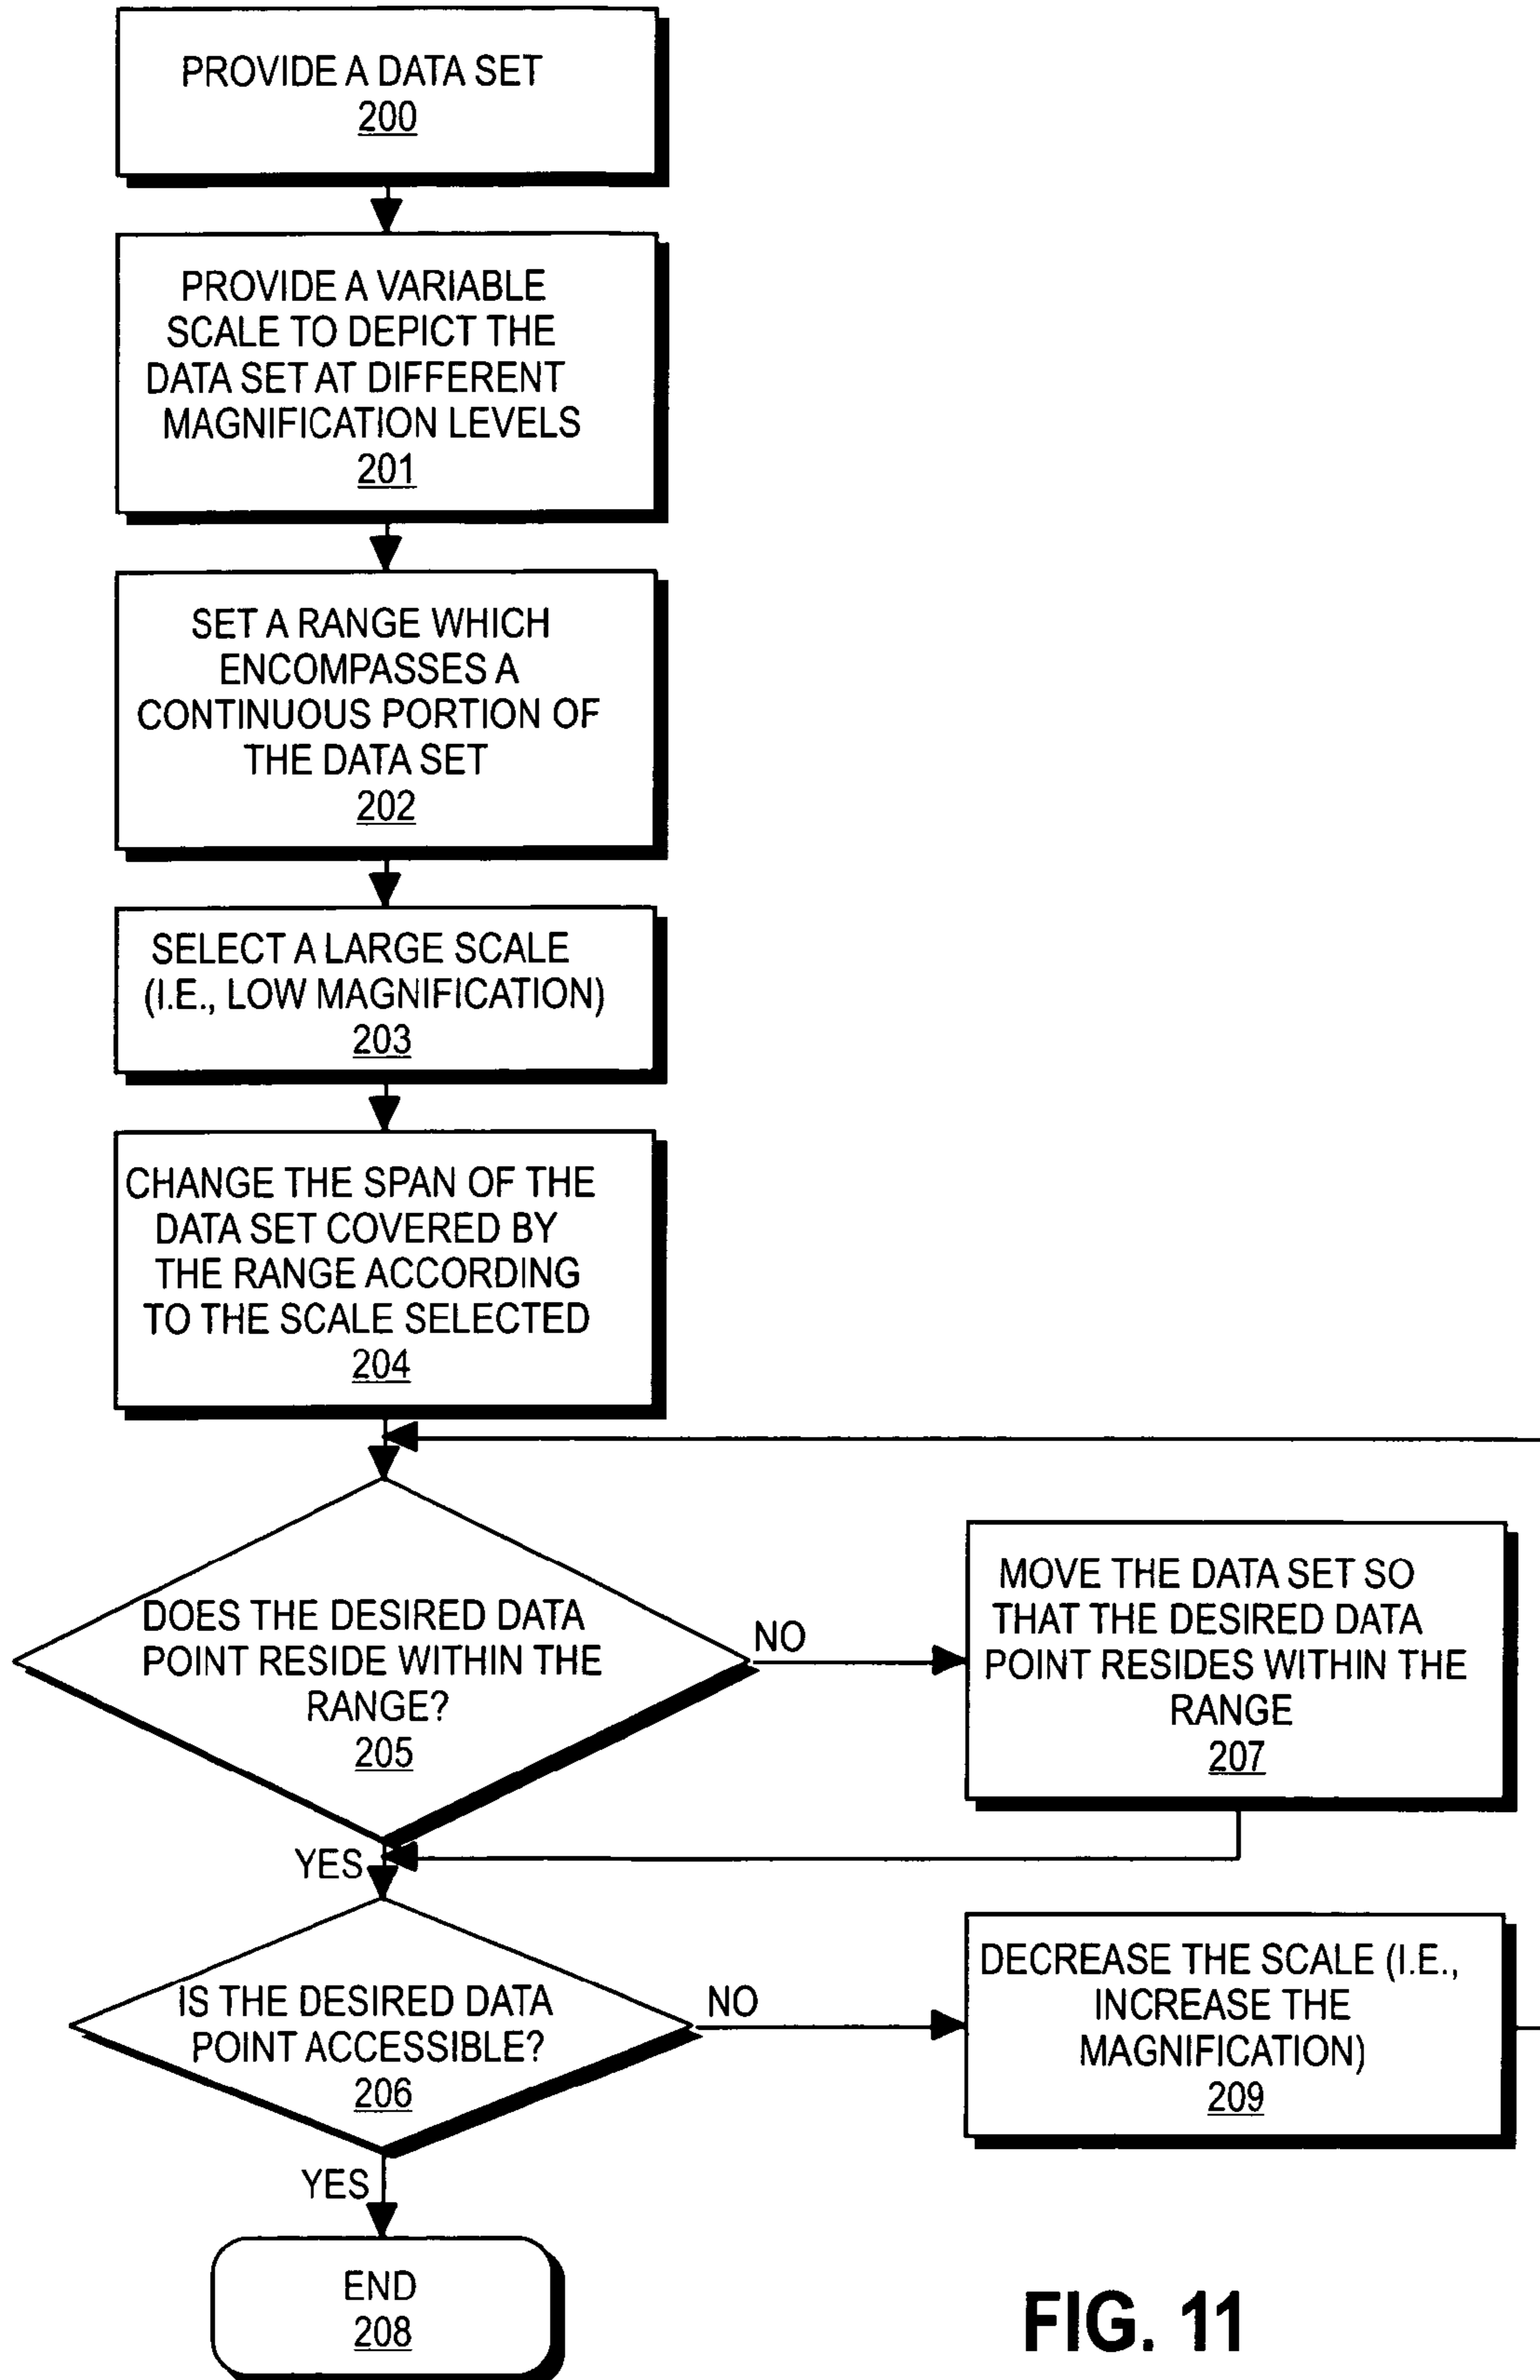 PROVIDE A DATA SET
200
PROVIDE A VARIABLE
SCALE TO DEPICT THE
DATA SET AT DIFFERENT
MAGNIFICATION LEVELS
201
SET A RANGE WHICH
ENCOMPASSES A
CONTINUOUS PORTION OF
THE DATA SET
202
SELECT A LARGE SCALE
(I.E., LOW MAGNIFICATION)
203
CHANGE THE SPAN OF THE
DATA SET COVERED BY
THE RANGE ACCORDING
TO THE SCALE SELECTED
204
DOES THE DESIRED DATA
POINT RESIDE WITHIN THE
RANGE?
205
NO
MOVE THE DATA SET SO
THAT THE DESIRED DATA
POINT RESIDES WITHIN THE
RANGE
207
YES
IS THE DESIRED DATA
POINT ACCESSIBLE?
206
NO
DECREASE THE SCALE (I.E.,
INCREASE THE
MAGNIFICATION)
209
YES
END
208
FIG. 11